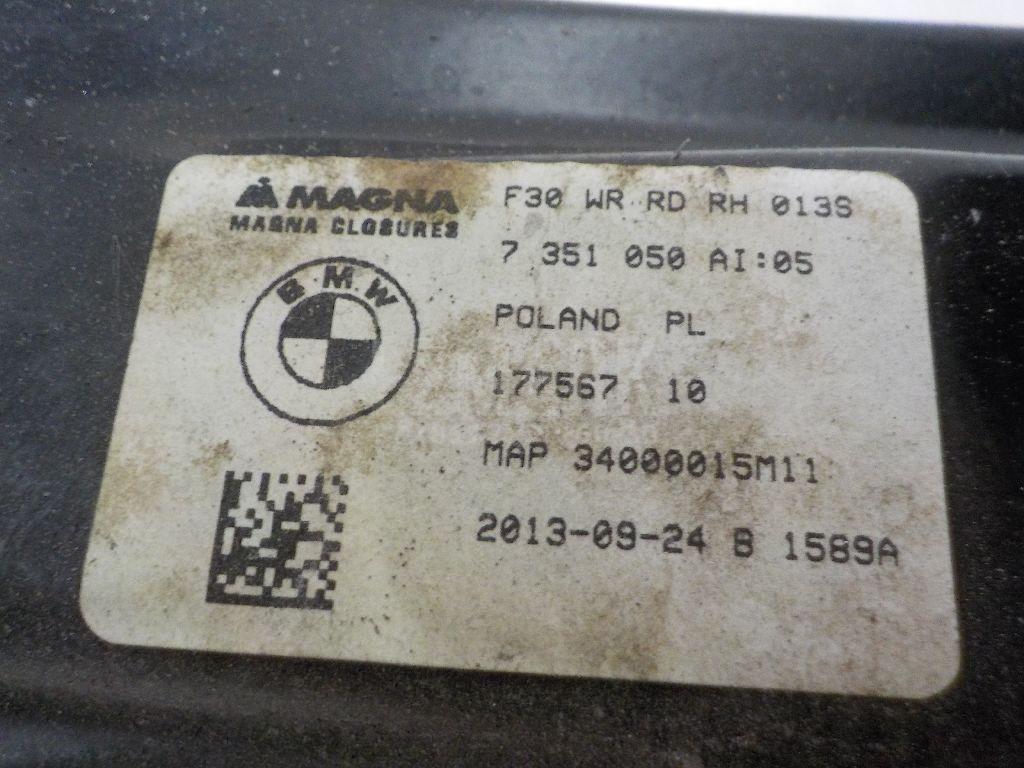 MAGNA
MAGNA CLOSURES
BMW
F30 WR RD RH 013S
7 351 050 AI:05
POLAND PL
177567 10
MAP 34000015M11
2013-09-24 B 1589A